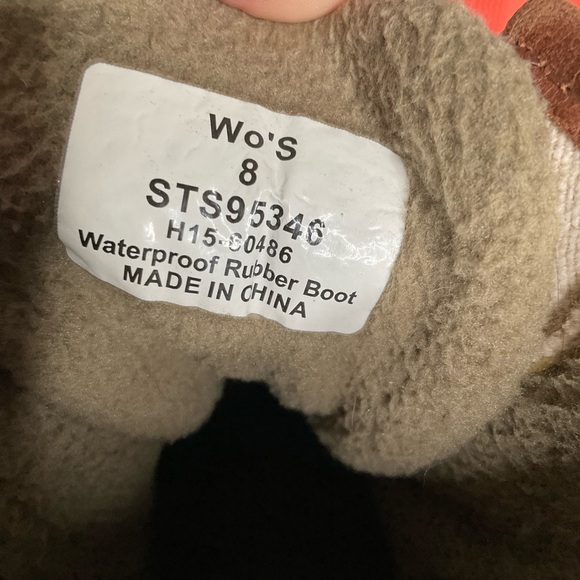 Wo'S
8
STS95346
H15-60486
Waterproof Rubber Boot
MADE IN CHINA